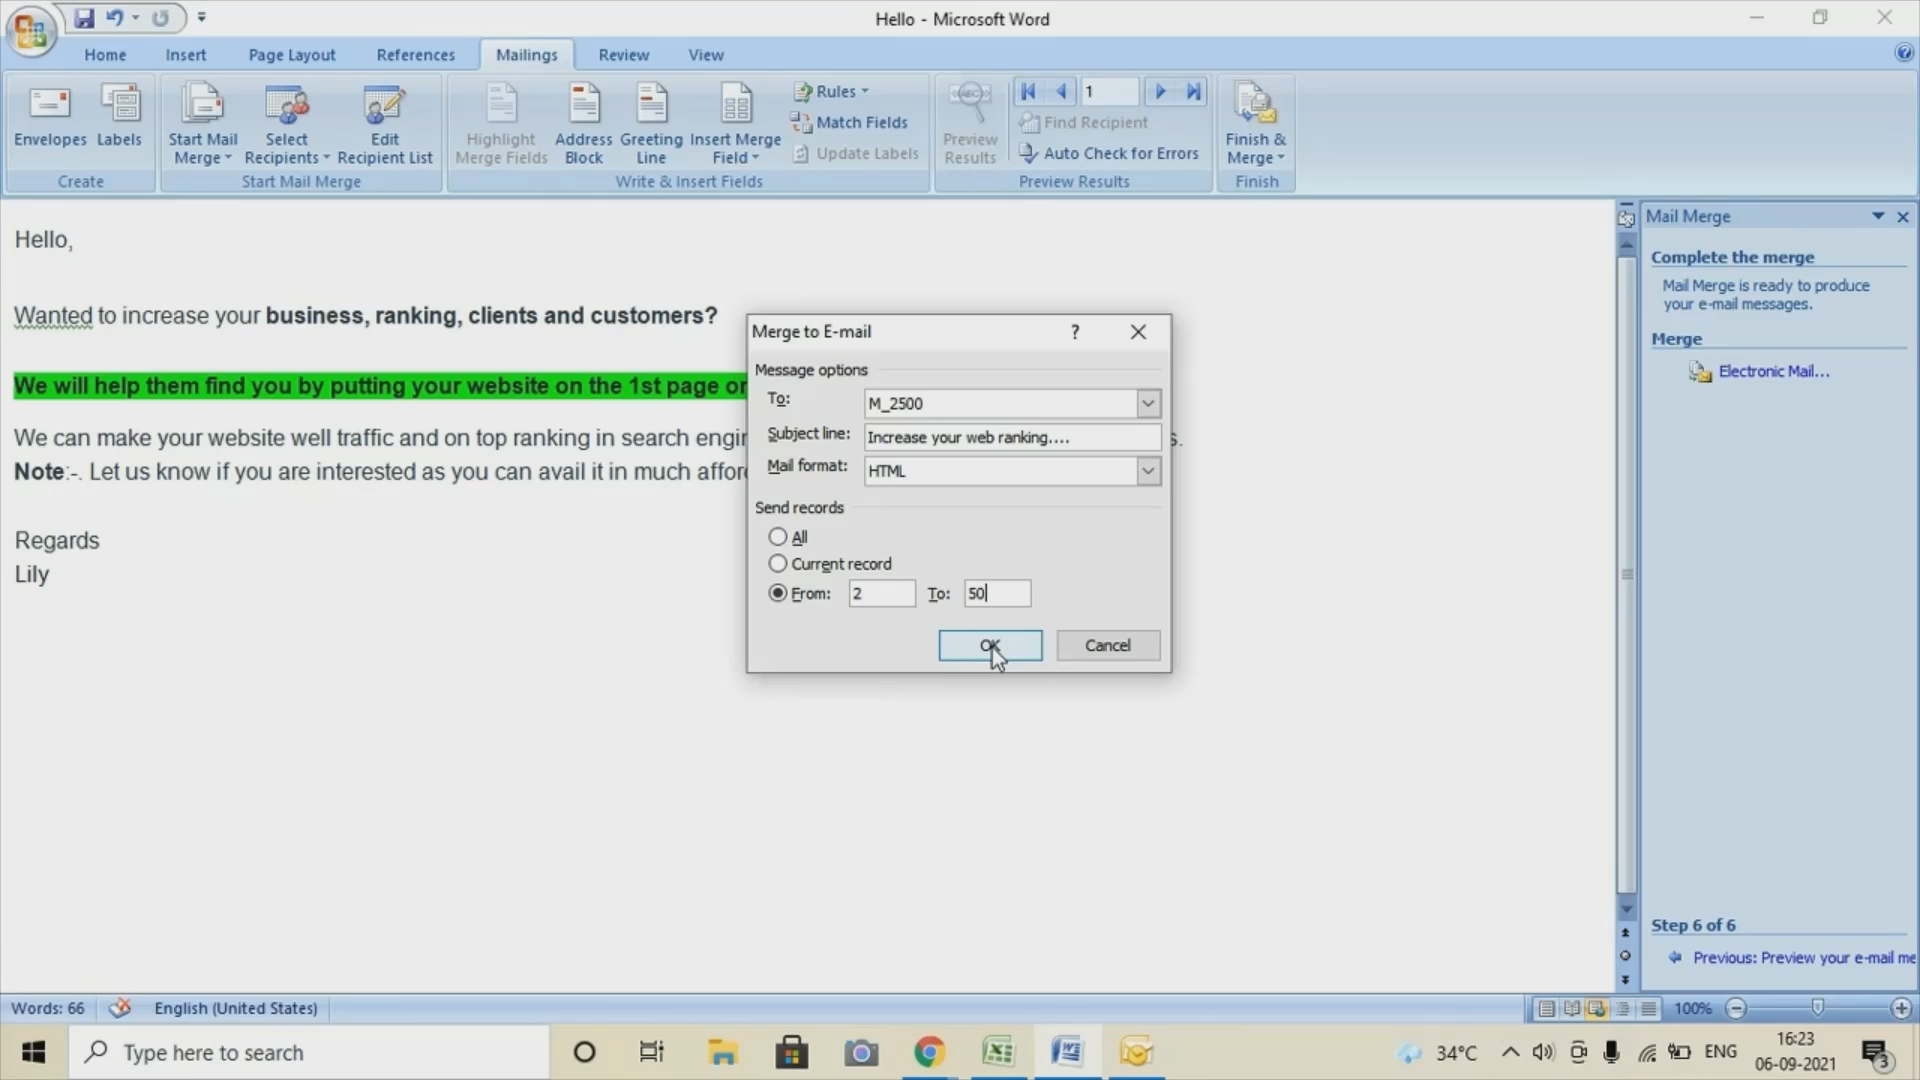 Hello - Microsoft Word
Home Insert Page Layout References Mailings Review View
Envelopes Labels
Create
Start Mail Merge
Select Recipients
Edit Recipient List
Start Mail Merge
Highlight Merge Fields
Address Block
Greeting Line
Insert Merge Field
Rules
Match Fields
Update Labels
Write & Insert Fields
Preview Results
1
Find Recipient
Auto Check for Errors
Preview Results
Finish & Merge
Finish
Hello,
Wanted to increase your business, ranking, clients and customers?
We will help them find you by putting your website on the 1st page
We can make your website well traffic and on top ranking in search
Note:-. Let us know if you are interested as you can avail it in much
Regards
Lily
Merge to E-mail
?
Message options
To: M_2500
Subject line: Increase your web ranking....
Mail format: HTML
Send records
All
Current record
From: 2 To: 50
OK Cancel
Mail Merge
Complete the merge
Mail Merge is ready to produce
your e-mail messages.
Merge
Electronic Mail...
Step 6 of 6
Previous: Preview your e-mail me
Words: 66 English (United States) 100%
Type here to search
34°C ENG
16:23
06-09-2021
3